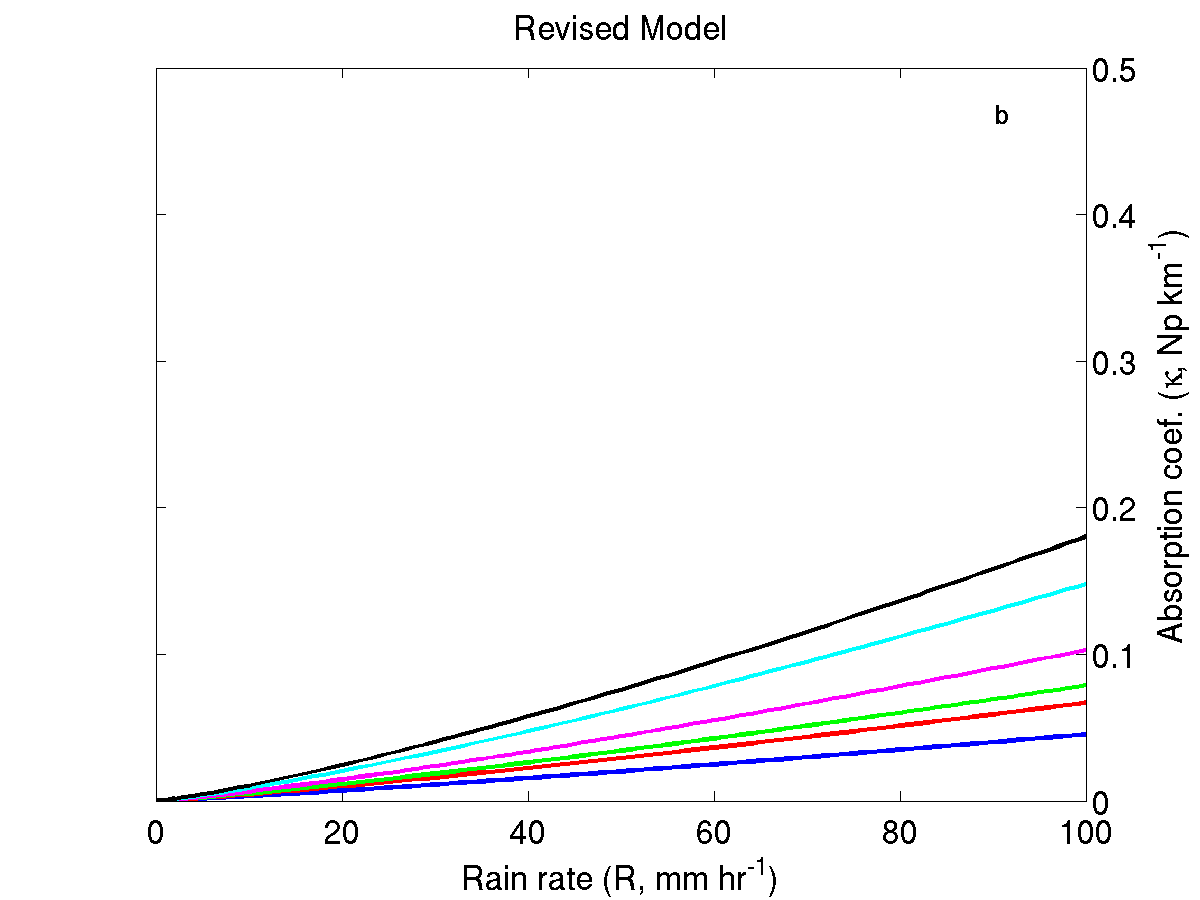 Revised Model
b
0.5
0.4
0.3
0.2
0.1
0
Absorption coef. (κ, Np km⁻¹)
0 20 40 60 80 100
Rain rate (R, mm hr⁻¹)